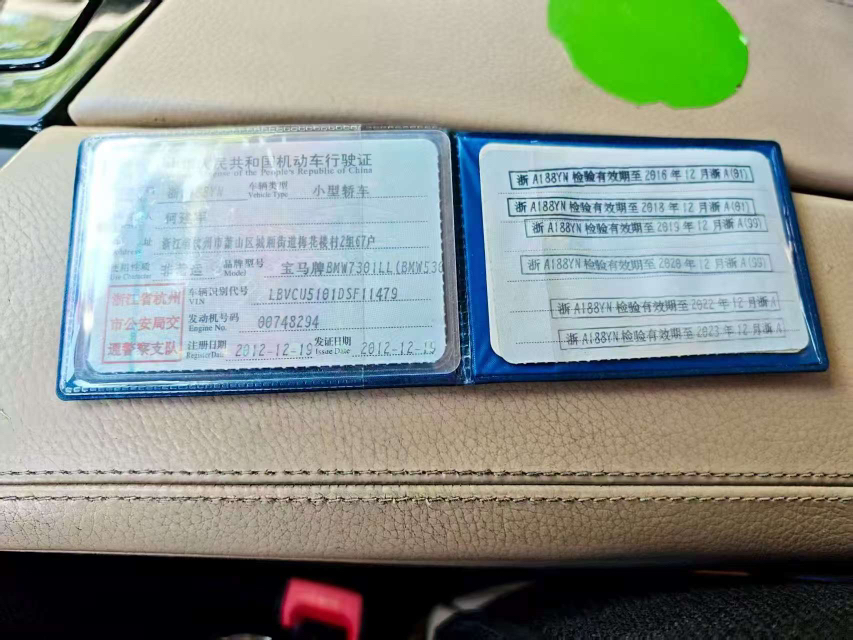 中华人民共和国机动车行驶证
of the People's Republic of China
浙A188YN 车辆类型 Vehicle Type 小型轿车
何建军
浙江省杭州市萧山区城厢街道梅花楼村2组67户
非营运 品牌型号 Model 宝马牌BMW7301LL(BMW530
浙江省杭州市公安局交通警察支队
车辆识别代号 VIN LBVCU5101DSF11479
发动机号码 Engine No. 00748294
注册日期 Register Date 2012-12-19 发证日期 Issue Date 2012-12-19
浙A188YN检验有效期至2016年12月浙A(91)
浙A188YN检验有效期至2018年12月浙A(91)
浙A188YN检验有效期至2019年12月浙A(99)
浙A188YN检验有效期至2020年12月浙A(99)
浙A188YN检验有效期至2022年12月浙A
浙A188YN检验有效期至2023年12月浙A